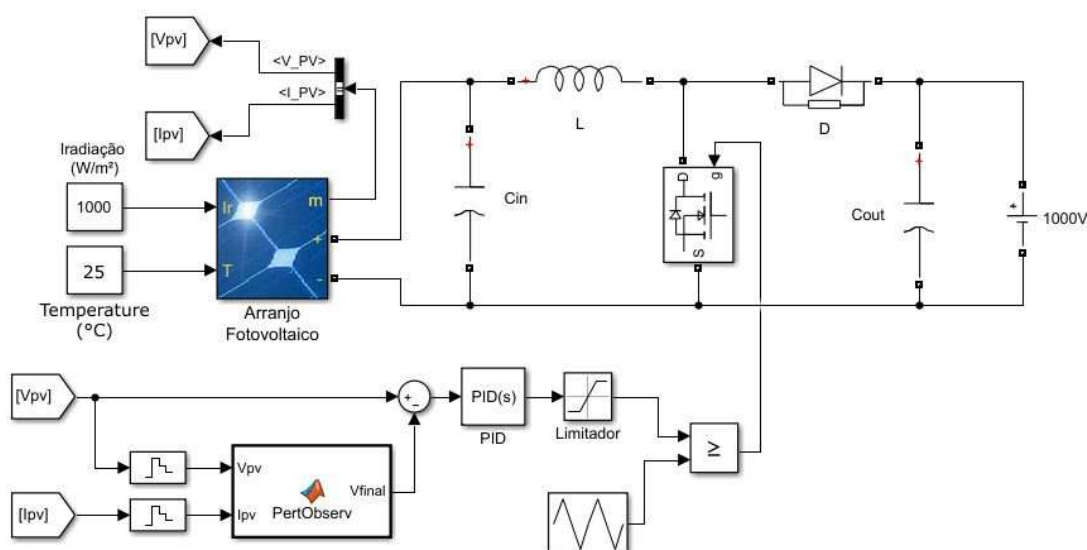 [Vpv]
<V_PV>
<I_PV>
[Ipv]
Irradiação
(W/m²)
1000
Ir
m
+
25
T
-
Temperature
(°C)
Arranjo
Fotovoltaico
+
Cin
+
L
D
g
S
D
+
Cout
+
1000V
[Vpv]
+
-
PID(s)
PID
Limitador
≥
Vpv
Vfinal
Ipv
PertObserv
[Ipv]